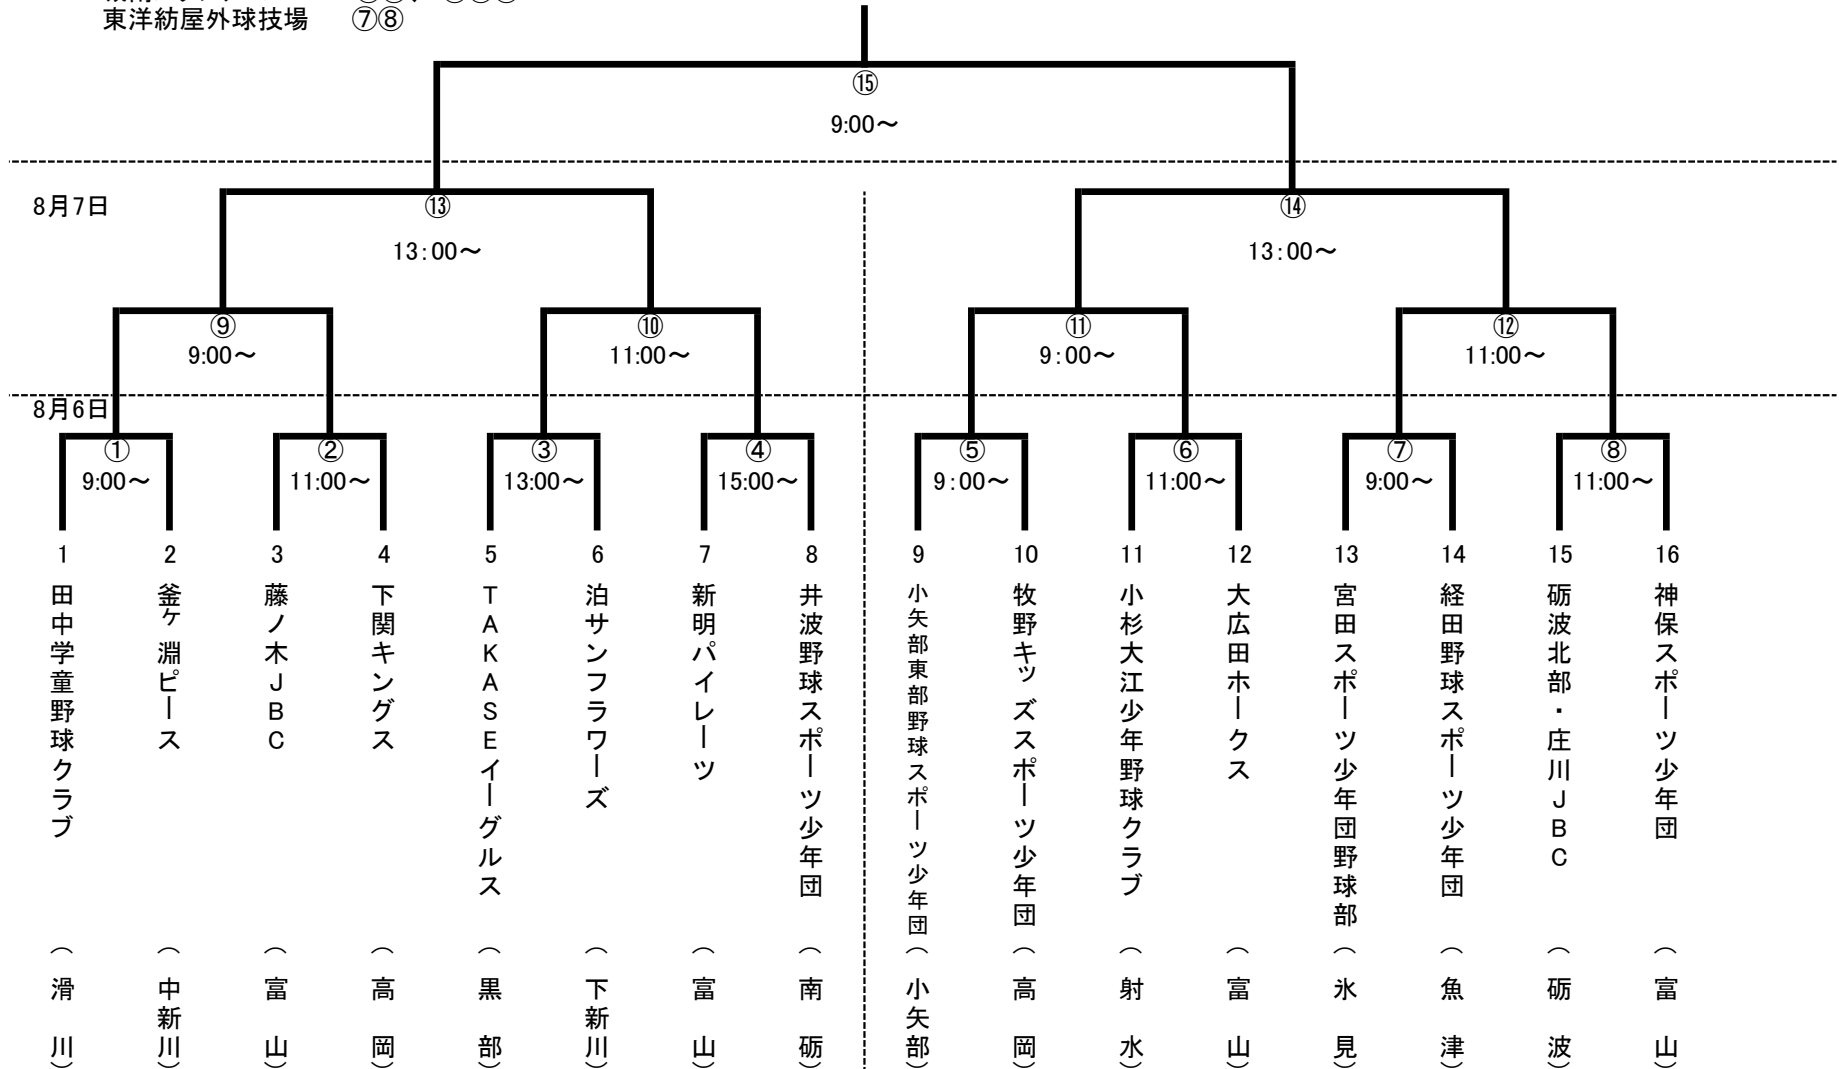 東洋紡屋外球技場 ⑦⑧
⑮
9:00～
8月7日
⑬ ⑭
13:00～ 13:00～
⑨ ⑩ ⑪ ⑫
9:00～ 11:00～ 9:00～ 11:00～
8月6日
① ② ③ ④ ⑤ ⑥ ⑦ ⑧
9:00～ 11:00～ 13:00～ 15:00～ 9:00～ 11:00～ 9:00～ 11:00～
1 2 3 4 5 6 7 8 9 10 11 12 13 14 15 16
田中学童野球クラブ
釜ヶ淵ピース
藤ノ木JBC
下関キングス
TAKASEイーグルス
泊サンフラワーズ
新明パイレーツ
井波野球スポーツ少年団
小矢部東部野球スポーツ少年団
牧野キッズスポーツ少年団
小杉大江少年野球クラブ
大広田ホークス
宮田スポーツ少年団野球部
経田野球スポーツ少年団
砺波北部・庄川JBC
神保スポーツ少年団
（滑川）
（中新川）
（富山）
（高岡）
（黒部）
（下新川）
（富山）
（南砺）
（小矢部）
（高岡）
（射水）
（富山）
（氷見）
（魚津）
（砺波）
（富山）